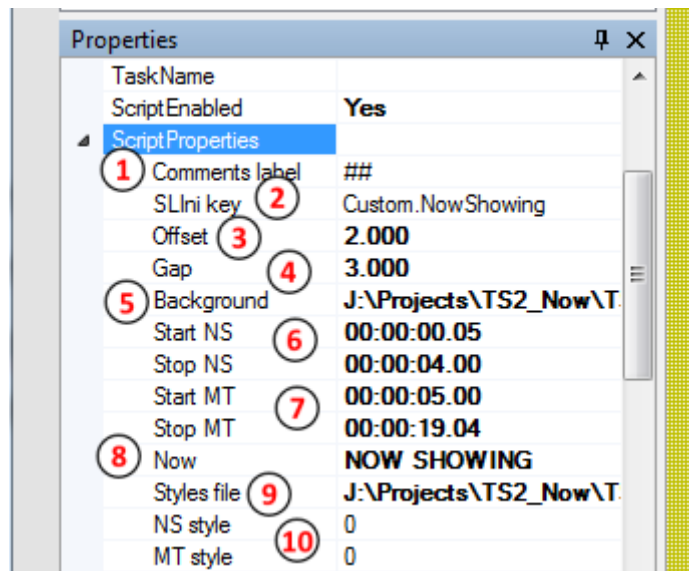 Properties
TaskName
ScriptEnabled Yes
ScriptProperties
1 Comments label ##
SLIni key 2 Custom.NowShowing
Offset 3 2.000
Gap 4 3.000
5 Background J:\Projects\TS2_Now\T
Start NS 6 00:00:00.05
Stop NS 00:00:04.00
Start MT 7 00:00:05.00
Stop MT 00:00:19.04
8 Now NOW SHOWING
Styles file 9 J:\Projects\TS2_Now\T
NS style 10 0
MT style 0